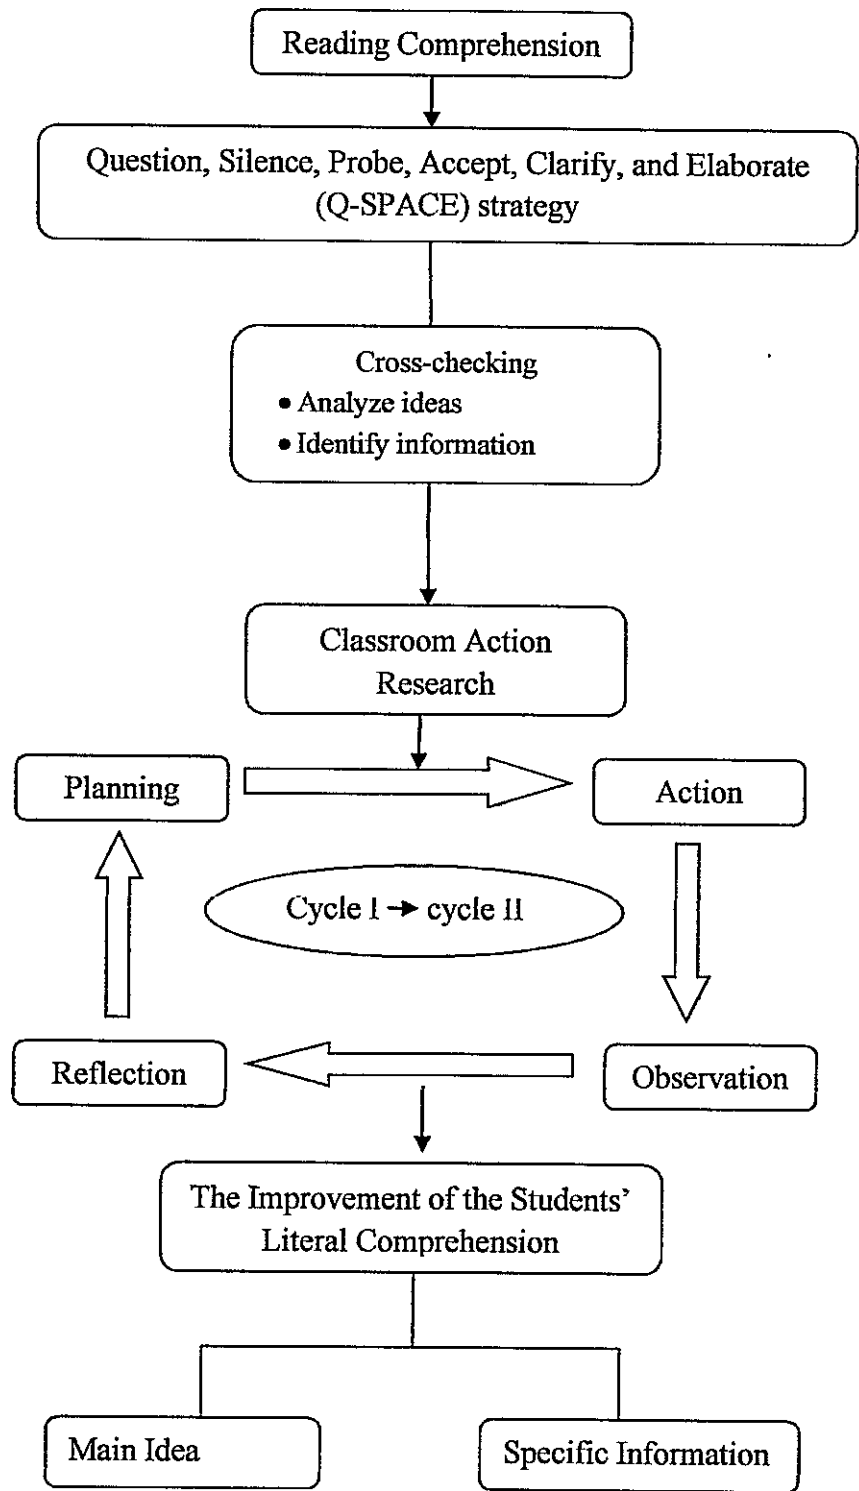 Reading Comprehension
Question, Silence, Probe, Accept, Clarify, and Elaborate
(Q-SPACE) strategy
Cross-checking
• Analyze ideas
• Identify information
Classroom Action
Research
Planning
Action
Cycle I → cycle II
Reflection
Observation
The Improvement of the Students’
Literal Comprehension
Main Idea
Specific Information